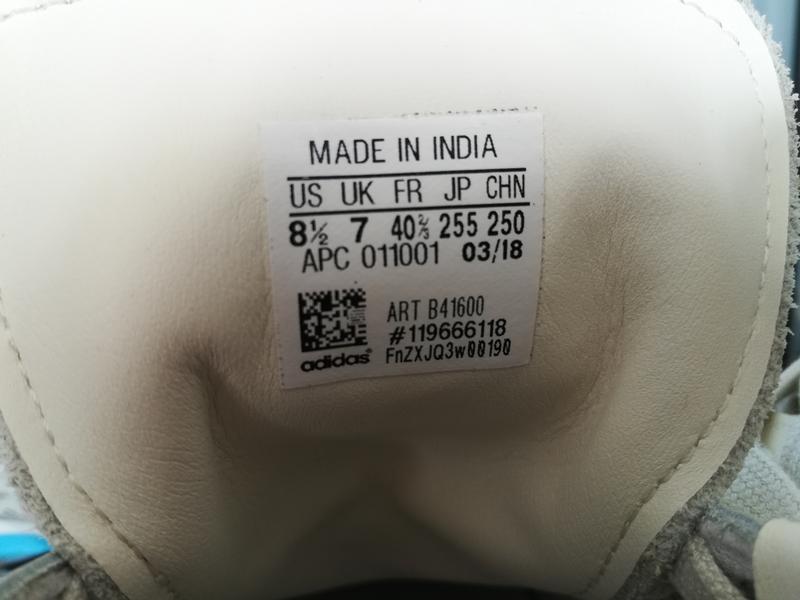 MADE IN INDIA
US UK FR JP CHN
8½ 7 40⅔ 255 250
APC 011001 03/18
ART B41600
#119666118
FnZXJQ3w00190
adidas